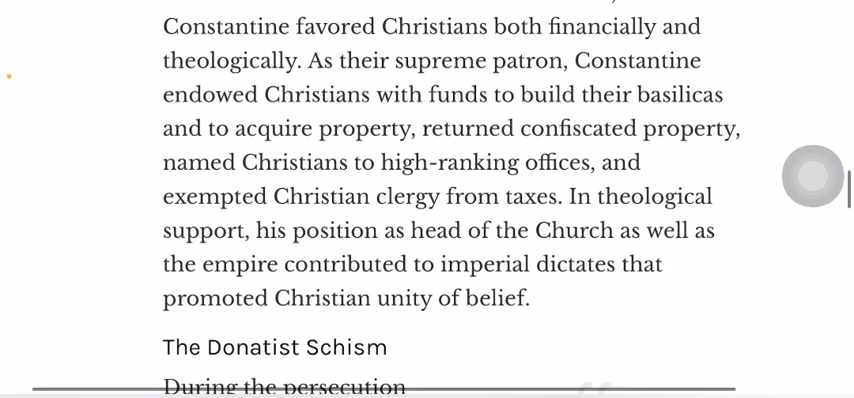 Constantine favored Christians both financially and
theologically. As their supreme patron, Constantine
endowed Christians with funds to build their basilicas
and to acquire property, returned confiscated property,
named Christians to high-ranking offices, and
exempted Christian clergy from taxes. In theological
support, his position as head of the Church as well as
the empire contributed to imperial dictates that
promoted Christian unity of belief.
The Donatist Schism
During the persecution